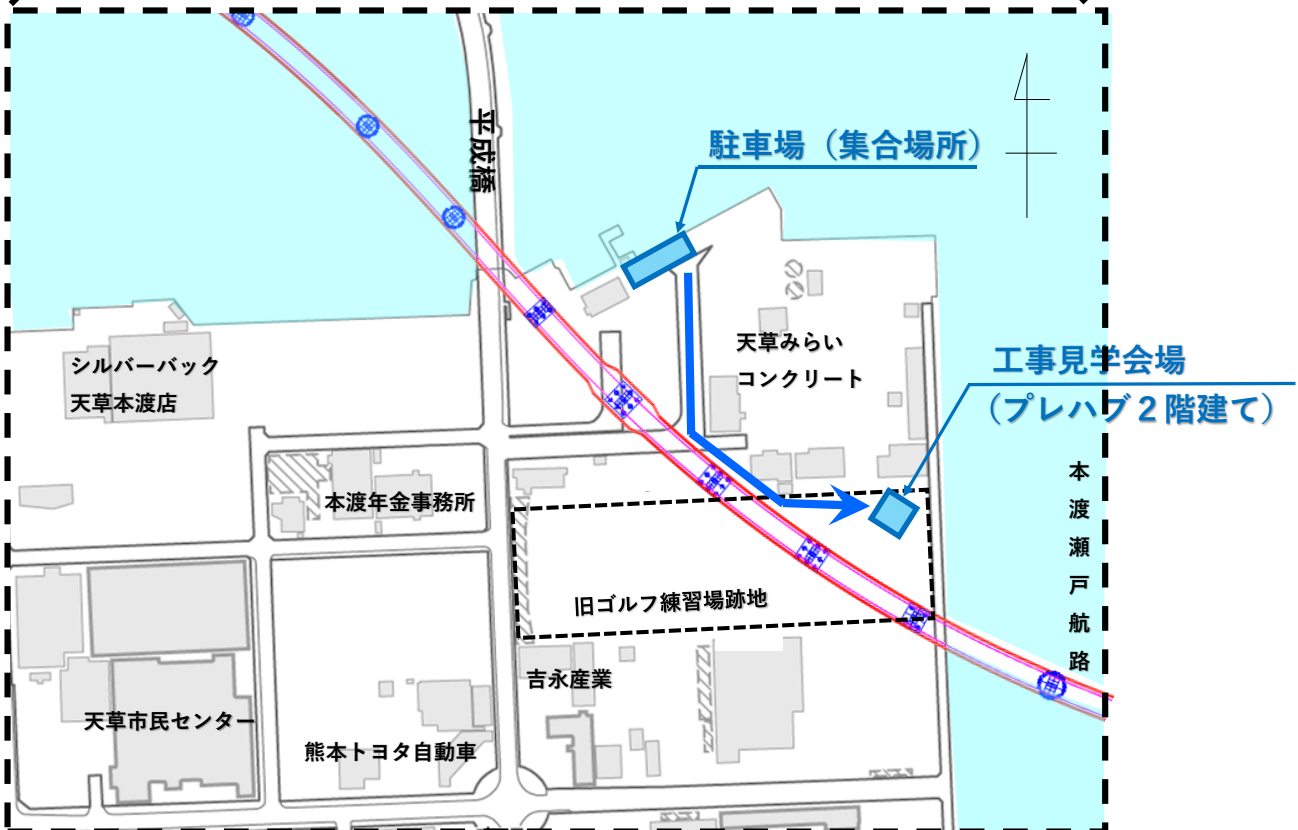 平成橋
駐車場（集合場所）
天草みらい
コンクリート
工事見学会場
（プレハブ２階建て）
シルバーバック
天草本渡店
本渡年金事務所
本渡瀬戸航路
旧ゴルフ練習場跡地
吉永産業
天草市民センター
熊本トヨタ自動車